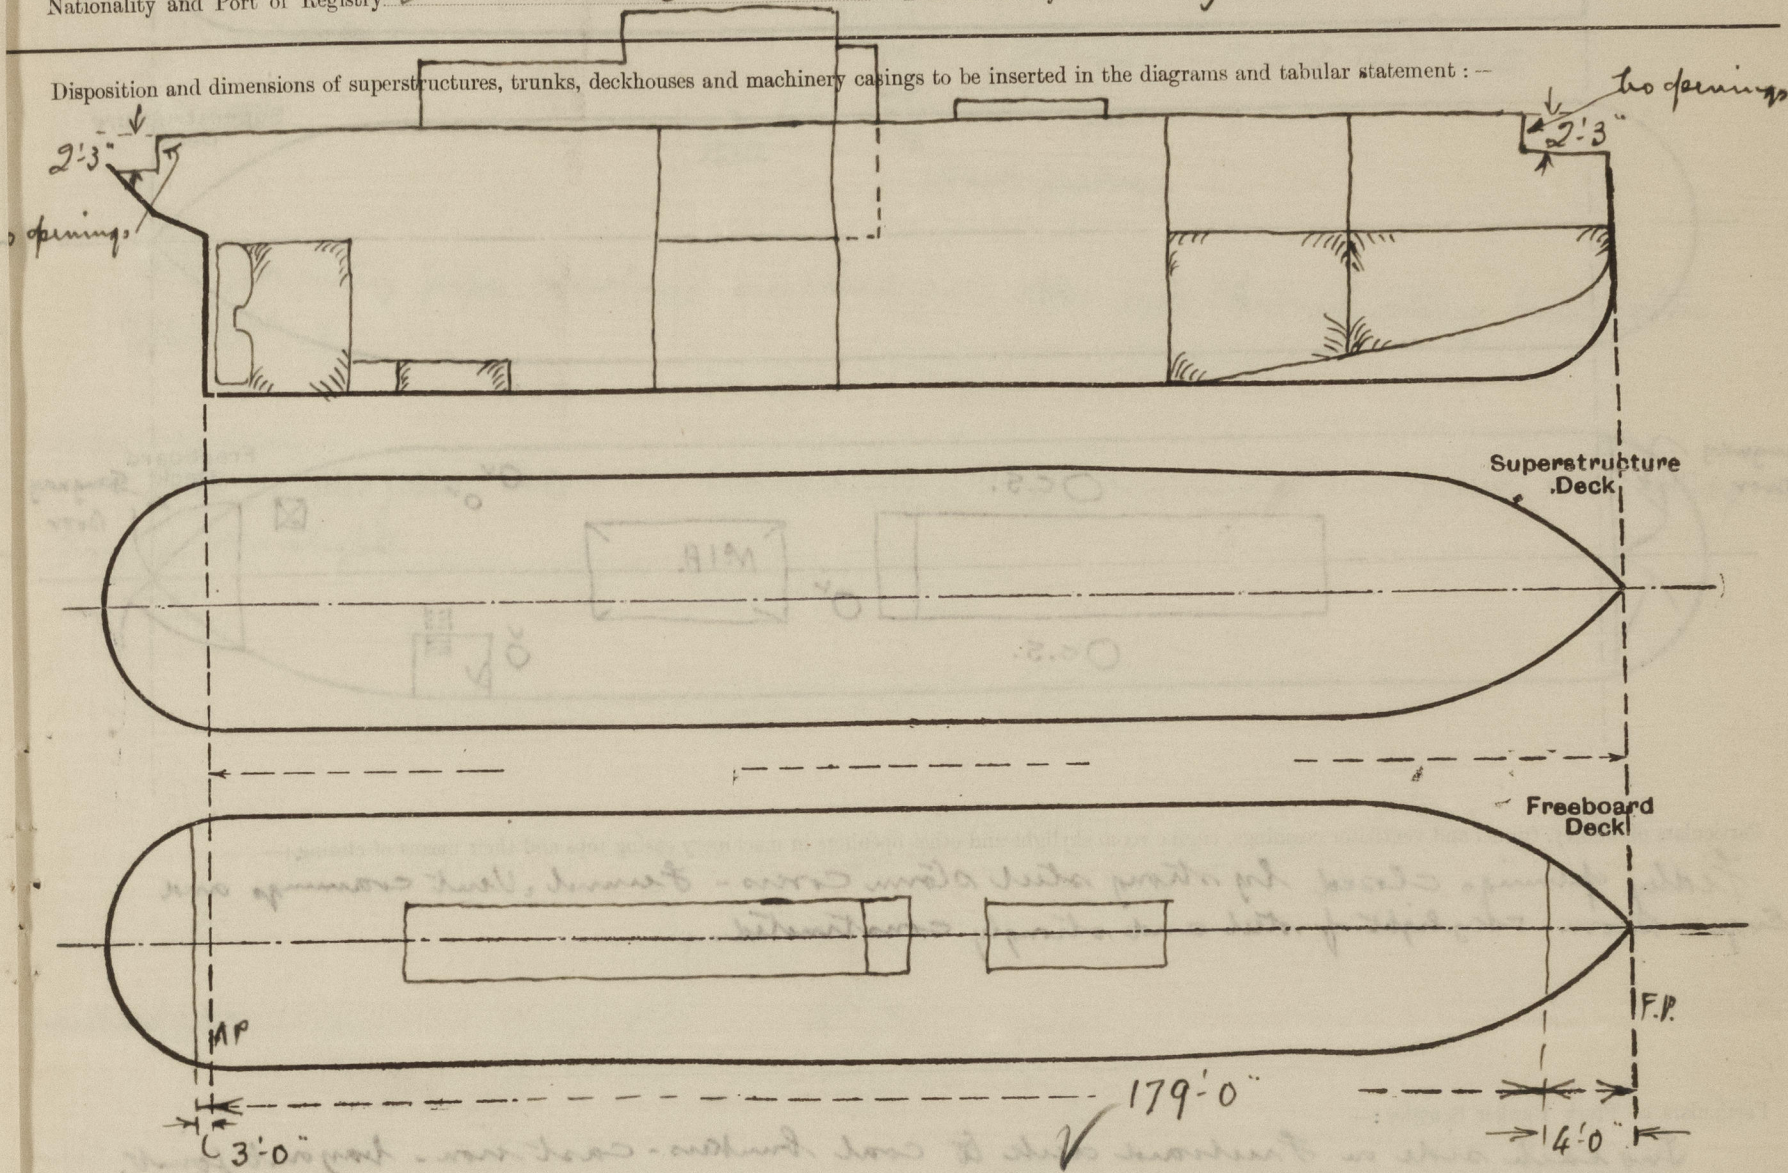 Nationality and Port of Registry
Disposition and dimensions of superstructures, trunks, deckhouses and machinery casings to be inserted in the diagrams and tabular statement : —
no openings
2'-3"
2'-3"
openings
Superstructure
Deck
Freeboard
Deck
AP
F.P.
179'-0"
3'-0"
4'-0"